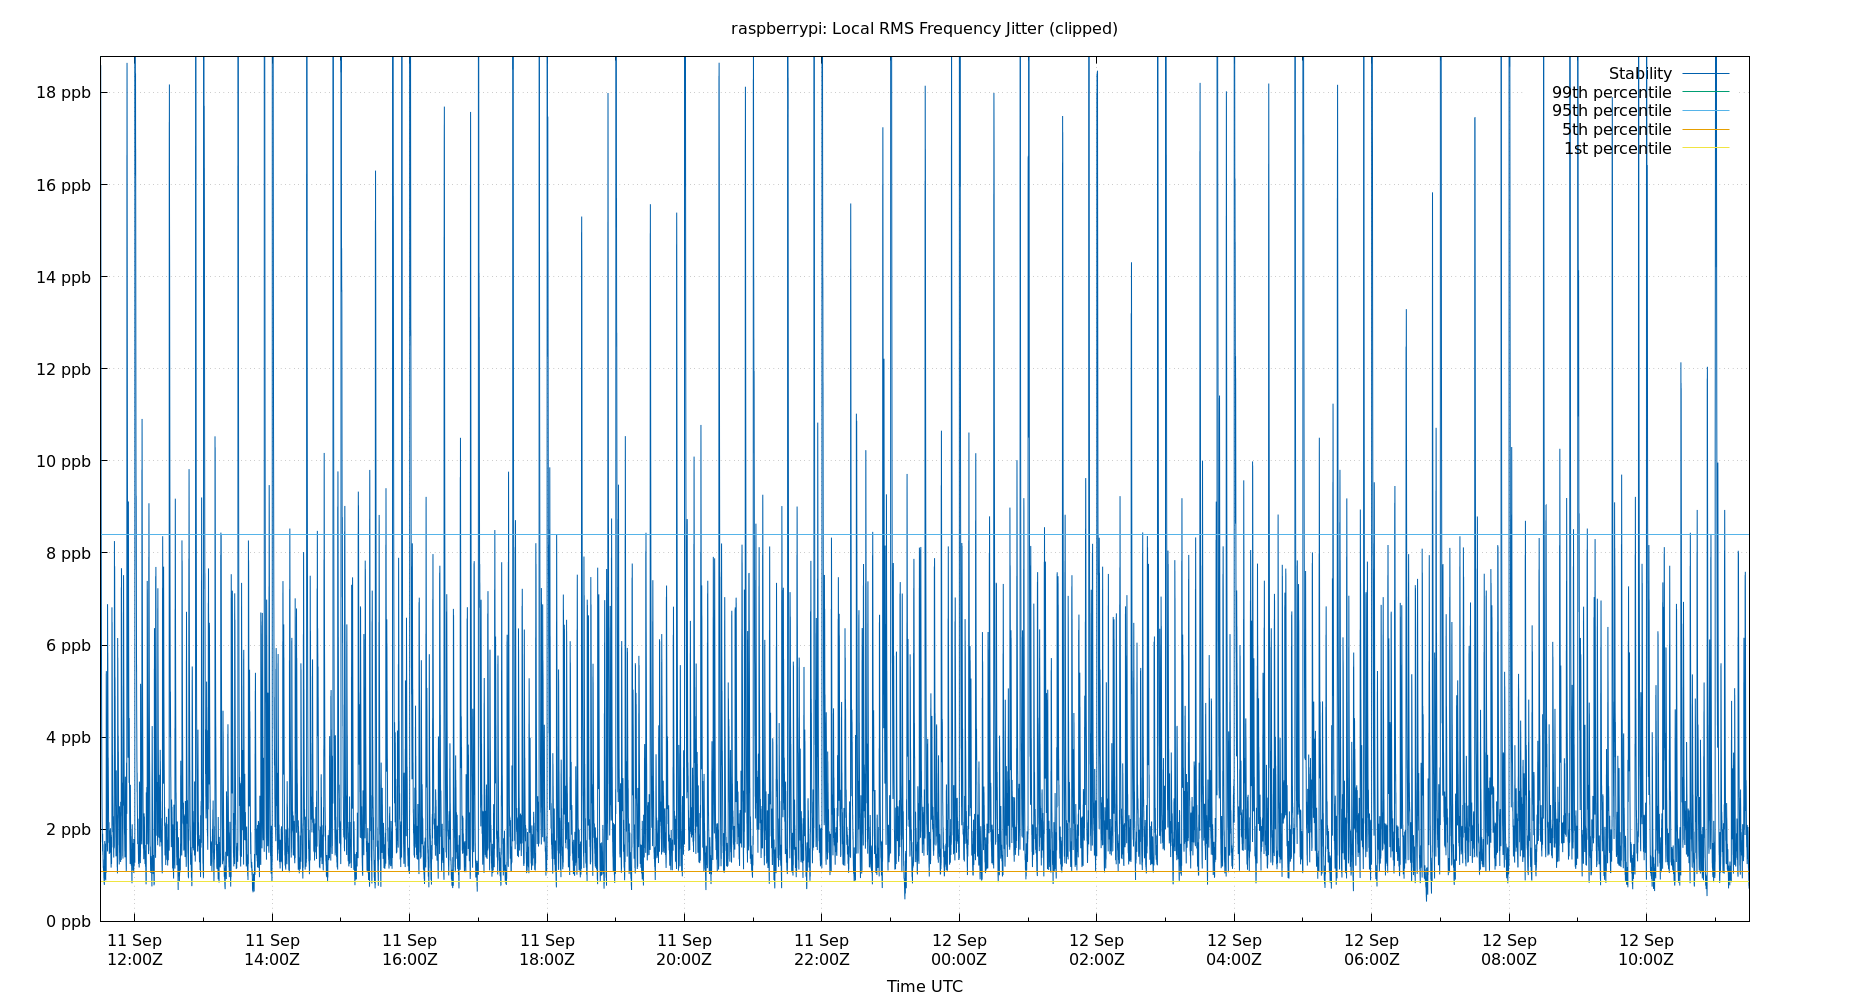 raspberrypi: Local RMS Frequency Jitter (clipped)
Stability
99th percentile
95th percentile
5th percentile
1st percentile
18 ppb
16 ppb
14 ppb
12 ppb
10 ppb
8 ppb
6 ppb
4 ppb
2 ppb
0 ppb
11 Sep 11 Sep 11 Sep 11 Sep 11 Sep 11 Sep 12 Sep 12 Sep 12 Sep 12 Sep 12 Sep 12 Sep
12:00Z 14:00Z 16:00Z 18:00Z 20:00Z 22:00Z 00:00Z 02:00Z 04:00Z 06:00Z 08:00Z 10:00Z
Time UTC